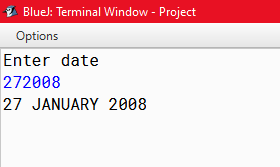 BlueJ: Terminal Window - Project
Options
Enter date
272008
27 JANUARY 2008